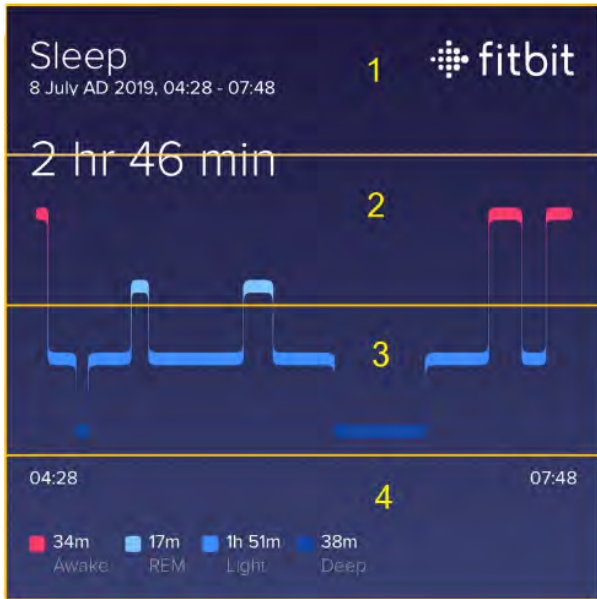 Sleep
fitbit
8 July AD 2019, 04:28 - 07:48
1
2 hr 46 min
2
3
04:28
07:48
4
34m
17m
1h 51m
38m
Awake
REM
Light
Deep